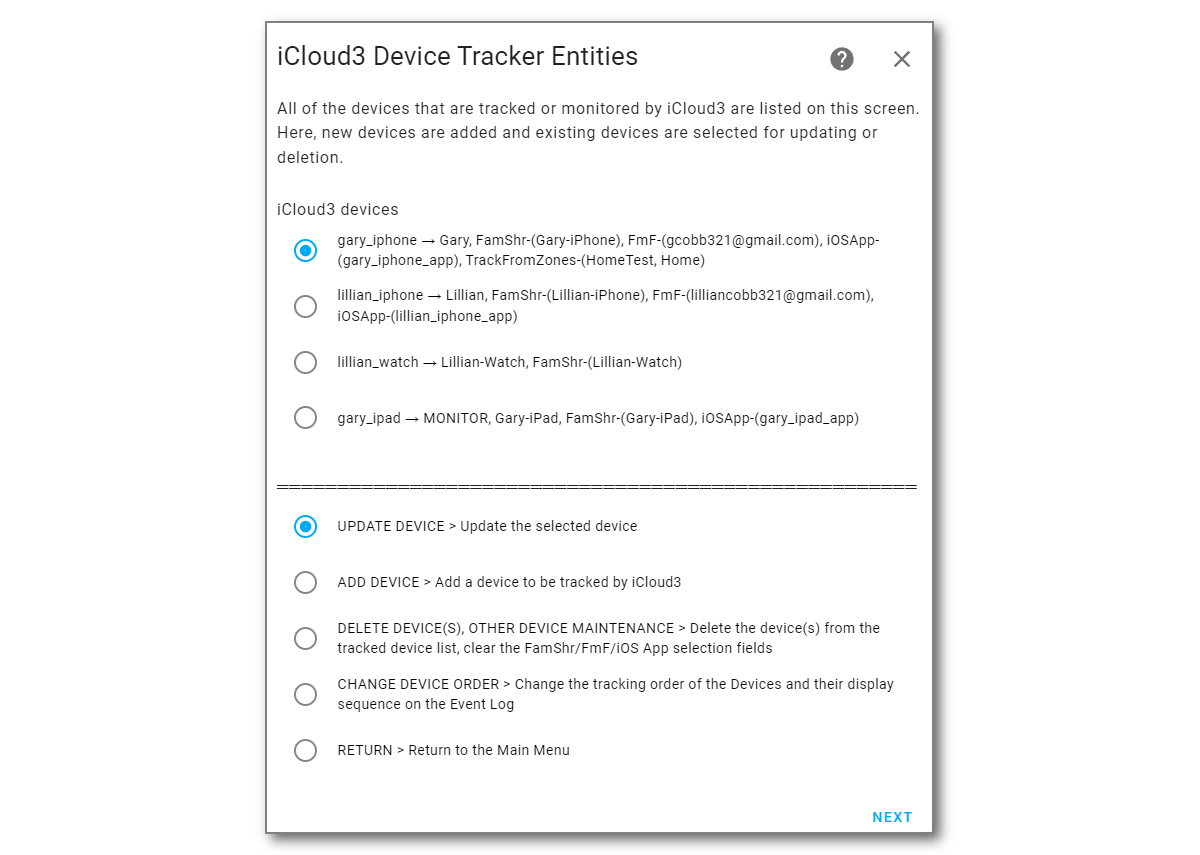 iCloud3 Device Tracker Entities
All of the devices that are tracked or monitored by iCloud3 are listed on this screen.
Here, new devices are added and existing devices are selected for updating or
deletion.
iCloud3 devices
gary_iphone → Gary, FamShr-(Gary-iPhone), FmF-(gcobb321@gmail.com), iOSApp-
(gary_iphone_app), TrackFromZones-(HomeTest, Home)
lillian_iphone → Lillian, FamShr-(Lillian-iPhone), FmF-(lilliancobb321@gmail.com),
iOSApp-(lillian_iphone_app)
lillian_watch → Lillian-Watch, FamShr-(Lillian-Watch)
gary_ipad → MONITOR, Gary-iPad, FamShr-(Gary-iPad), iOSApp-(gary_ipad_app)
UPDATE DEVICE > Update the selected device
ADD DEVICE > Add a device to be tracked by iCloud3
DELETE DEVICE(S), OTHER DEVICE MAINTENANCE > Delete the device(s) from the
tracked device list, clear the FamShr/FmF/iOS App selection fields
CHANGE DEVICE ORDER > Change the tracking order of the Devices and their display
sequence on the Event Log
RETURN > Return to the Main Menu
NEXT